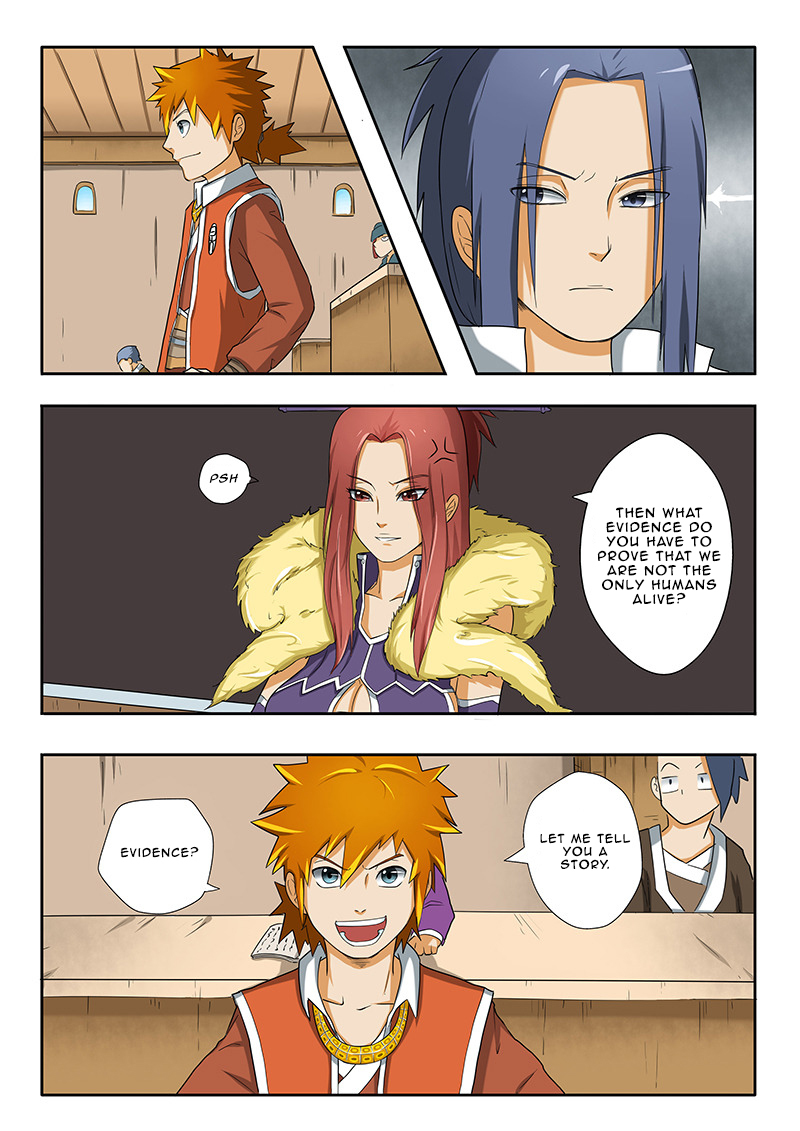 PSH
THEN WHAT
EVIDENCE DO
YOU HAVE TO
PROVE THAT WE
ARE NOT THE
ONLY HUMANS
ALIVE?
EVIDENCE?
LET ME TELL
YOU A
STORY.